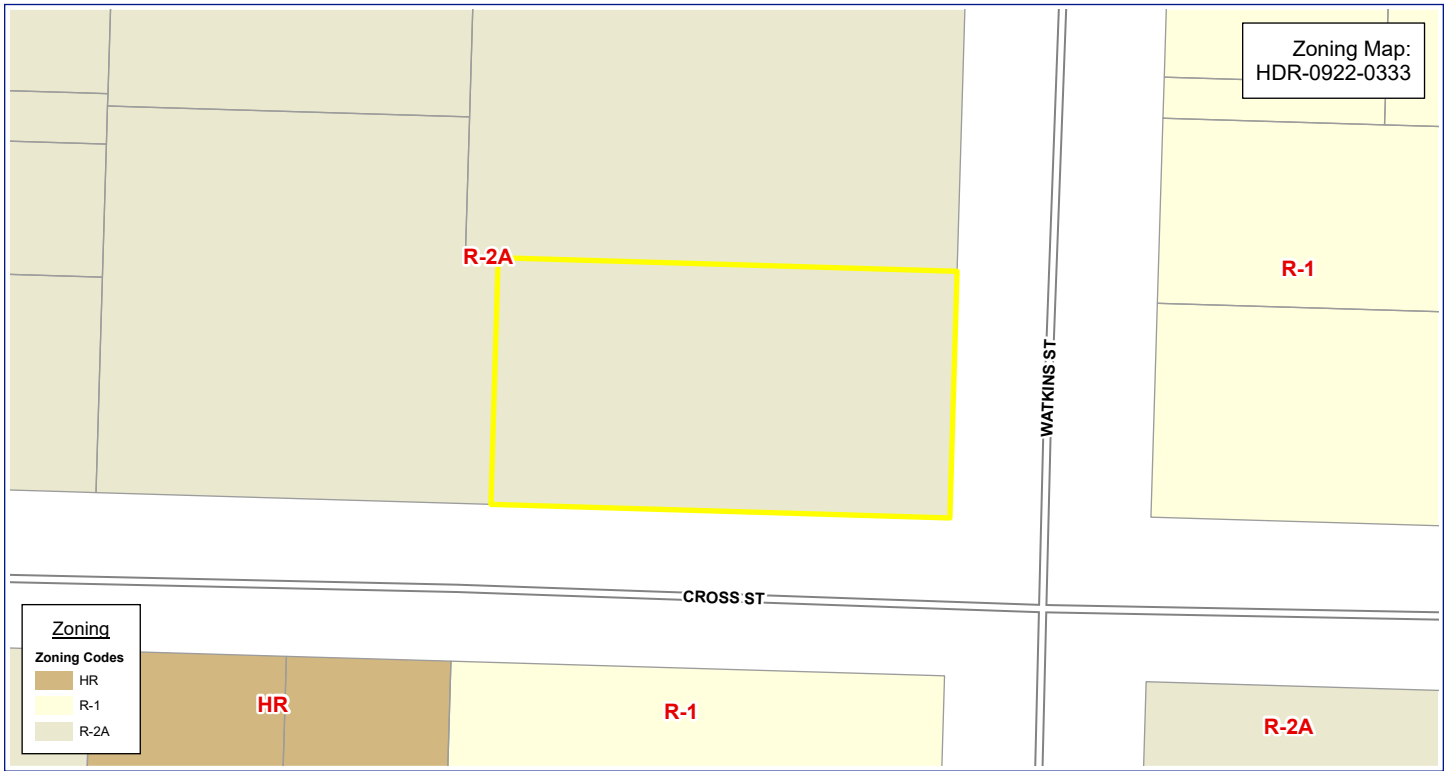 Zoning Map:
HDR-0922-0333
R-2A
R-1
WATKINS ST
CROSS ST
Zoning
Zoning Codes
HR
R-1
R-2A
HR
R-1
R-2A